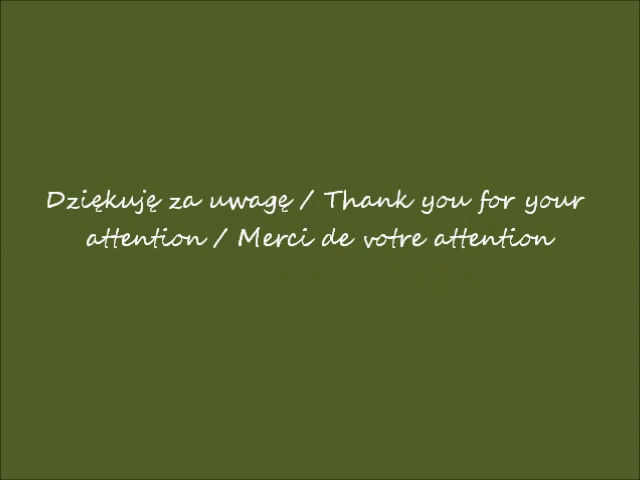 Dziękuję za uwagę / Thank you for your
attention / Merci de votre attention